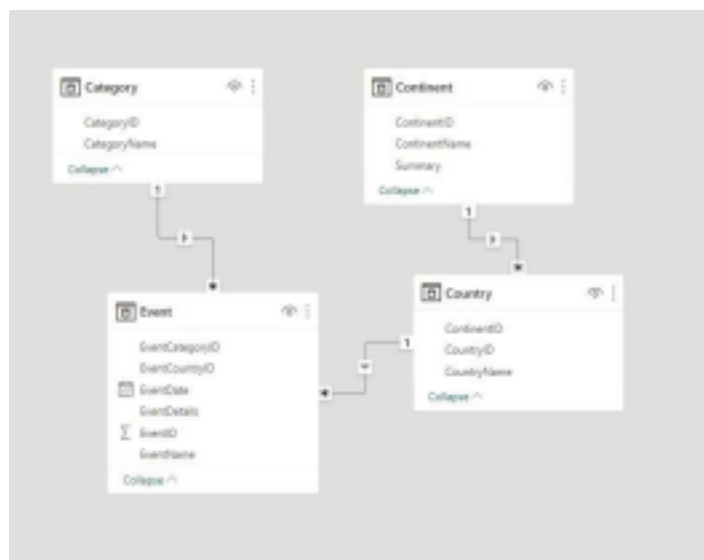 Category
CategoryID
CategoryName
Collapse
Continent
ContinentID
ContinentName
Summary
Collapse
1
1
*
*
Event
EventCategoryID
EventCountryID
EventDate
EventDetails
Σ EventID
EventName
Collapse
1
*
Country
ContinentID
CountryID
CountryName
Collapse